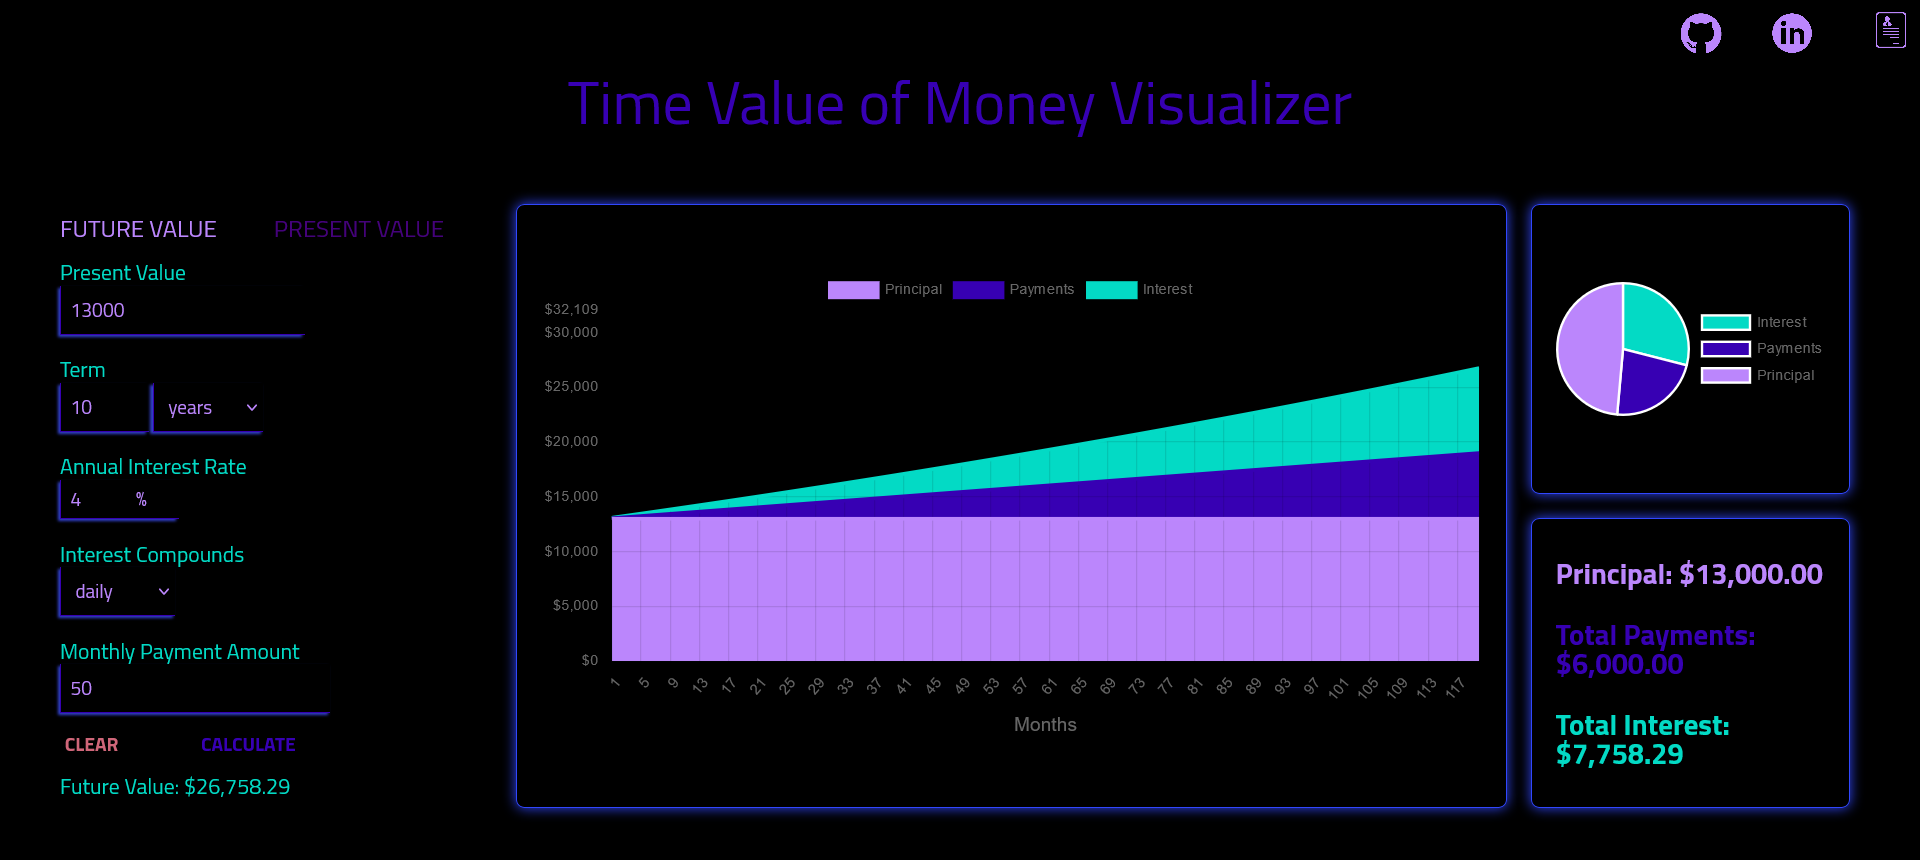 Time Value of Money Visualizer
FUTURE VALUE PRESENT VALUE
Present Value
13000
Term
10 years
Annual Interest Rate
4 %
Interest Compounds
daily
Monthly Payment Amount
50
CLEAR CALCULATE
Future Value: $26,758.29
Principal Payments Interest
$32,109
$30,000
$25,000
$20,000
$15,000
$10,000
$5,000
$0
1 5 9 13 17 21 25 29 33 37 41 45 49 53 57 61 65 69 73 77 81 85 89 93 97 101 105 109 113 117
Months
Interest
Payments
Principal
Principal: $13,000.00
Total Payments:
$6,000.00
Total Interest:
$7,758.29